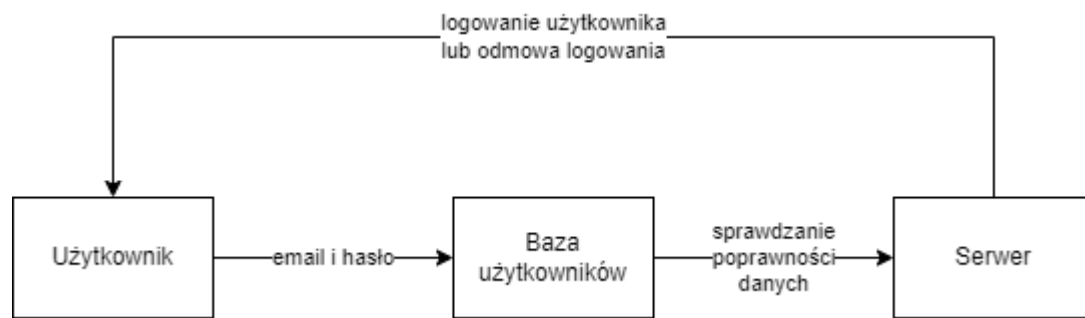 logowanie użytkownika
lub odmowa logowania
Użytkownik
email i hasło
Baza
użytkowników
sprawdzanie
poprawności
danych
Serwer